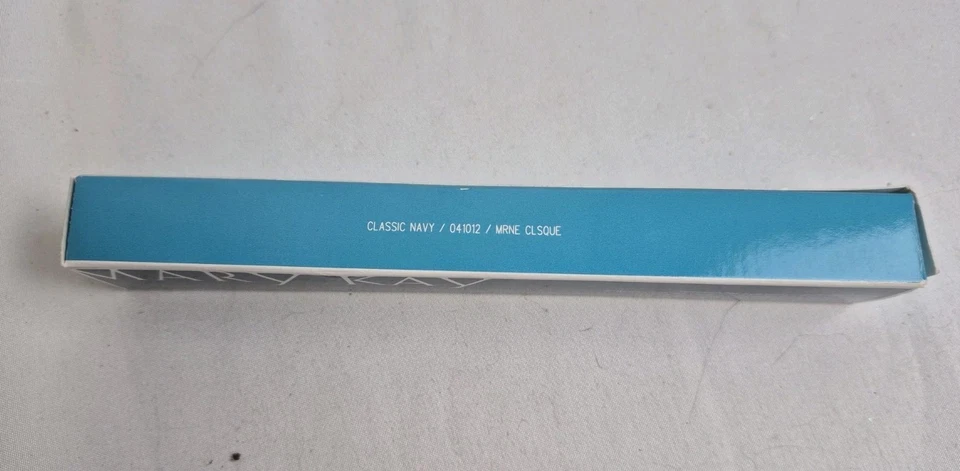 CLASSIC NAVY / 041012 / MRNE CLSQUE
MARY KAY